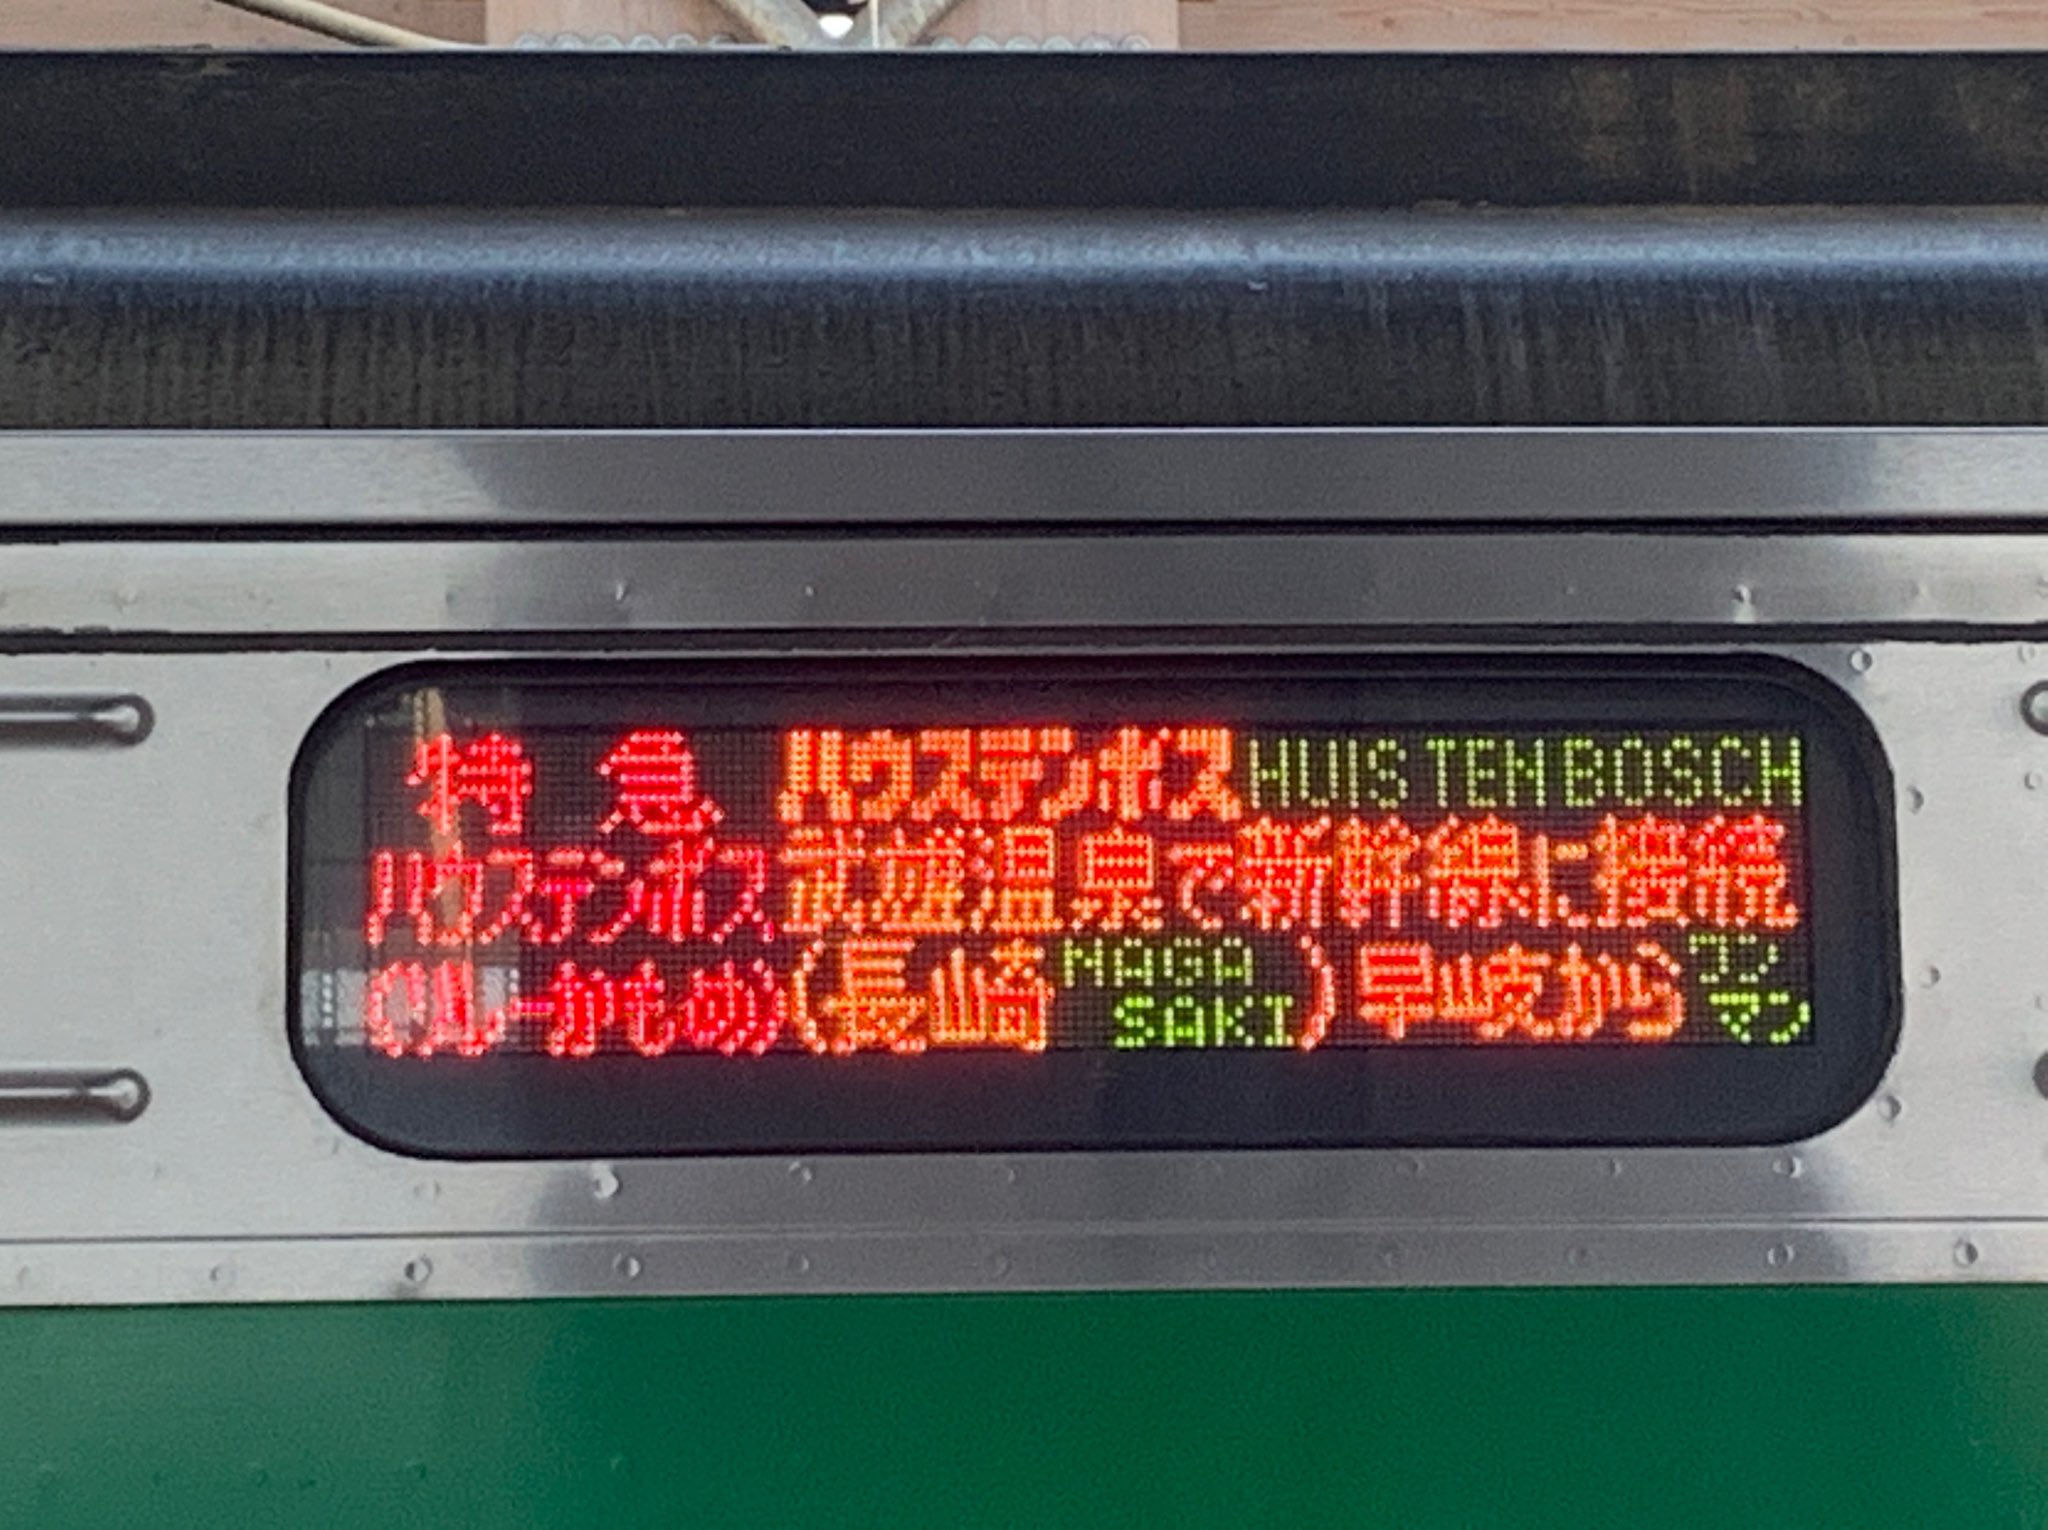 特急 ハウステンボス HUIS TEN BOSCH
ハウステンボス 武雄温泉で新幹線に接続
(リレーかもめ) (長崎 NAGASAKI) 早岐から ワンマン